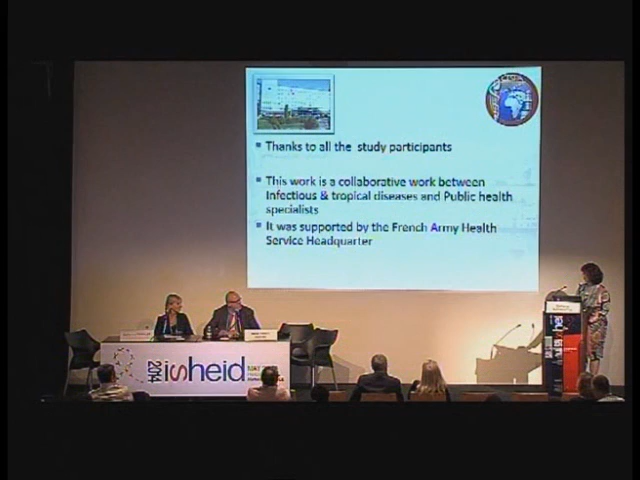 Thanks to all the study participants
This work is a collaborative work between
Infectious & tropical diseases and Public health
specialists
It was supported by the French Army Health
Service Headquarter
2014
isheid